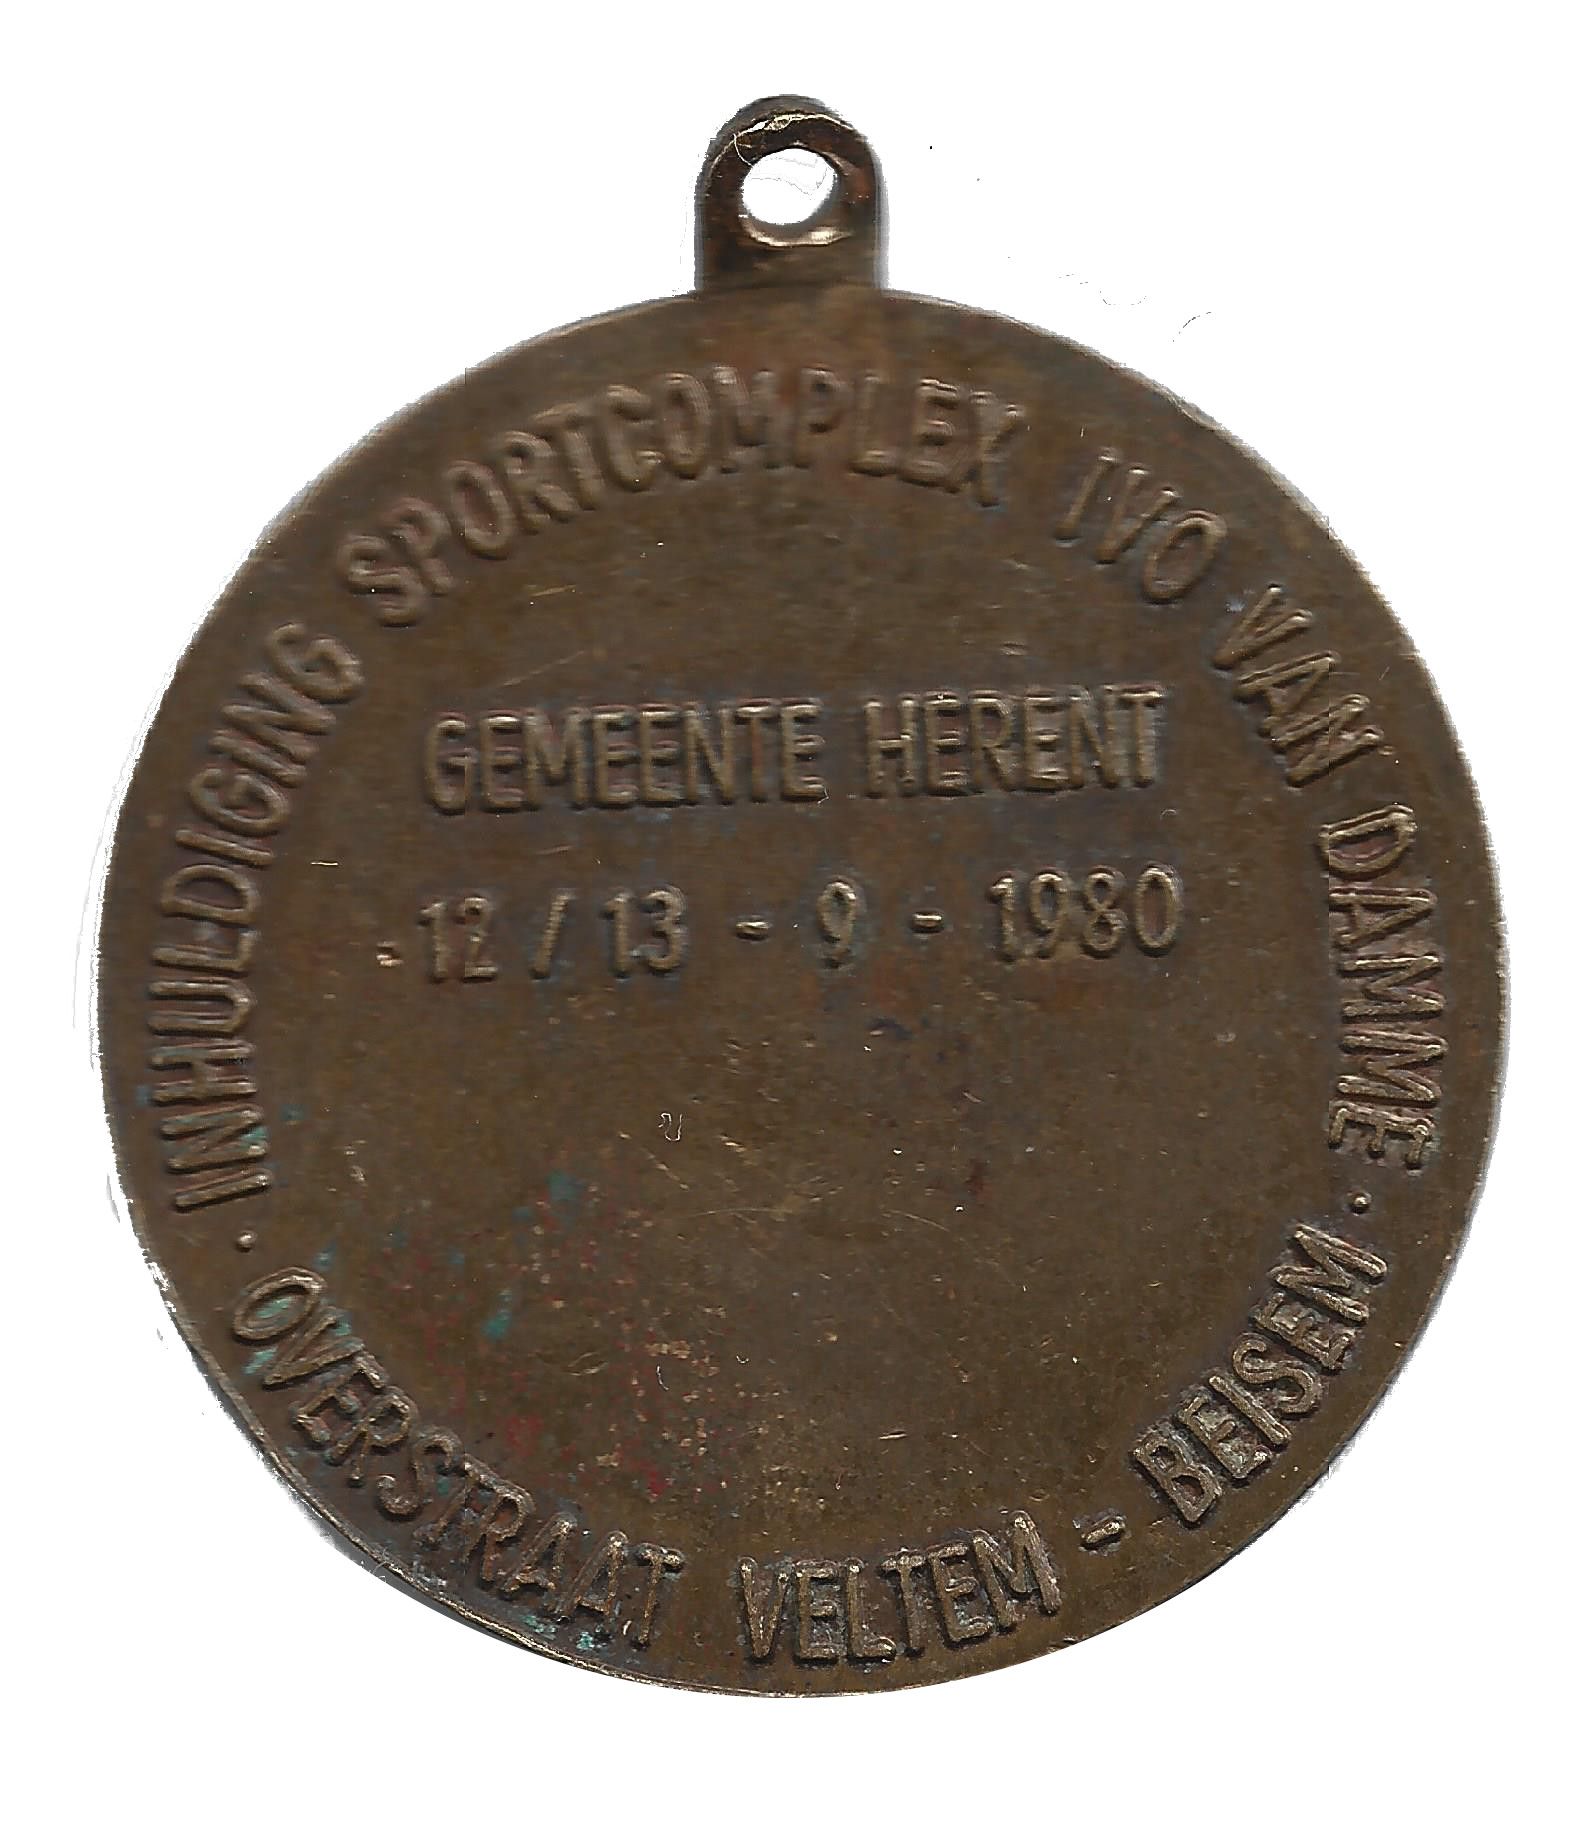 INHULDIGING SPORTCOMPLEX IVO VAN DAMME
GEMEENTE HERENT
12 / 13 - 9 - 1980
· OVERSTRAAT VELTEM - BEISEM ·